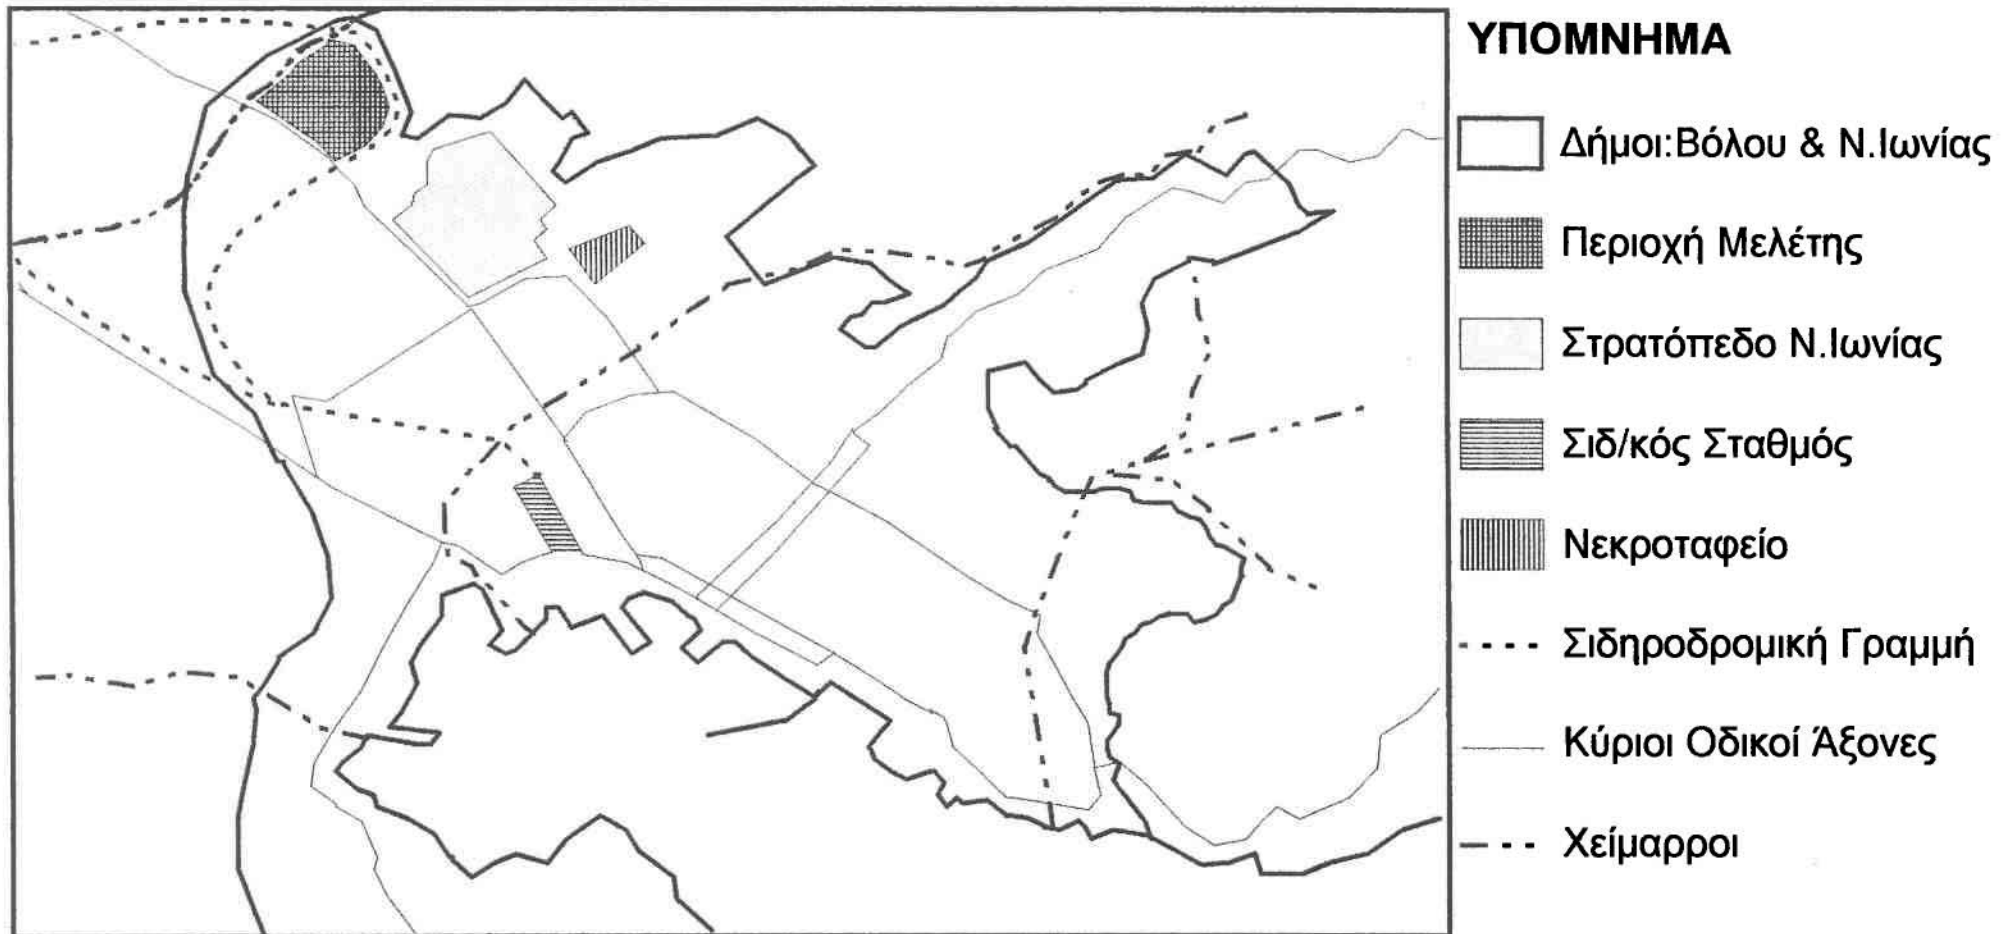 ΥΠΟΜΝΗΜΑ
Δήμοι:Βόλου & Ν.Ιωνίας
Περιοχή Μελέτης
Στρατόπεδο Ν.Ιωνίας
Σιδ/κός Σταθμός
Νεκροταφείο
Σιδηροδρομική Γραμμή
Κύριοι Οδικοί Άξονες
Χείμαρροι